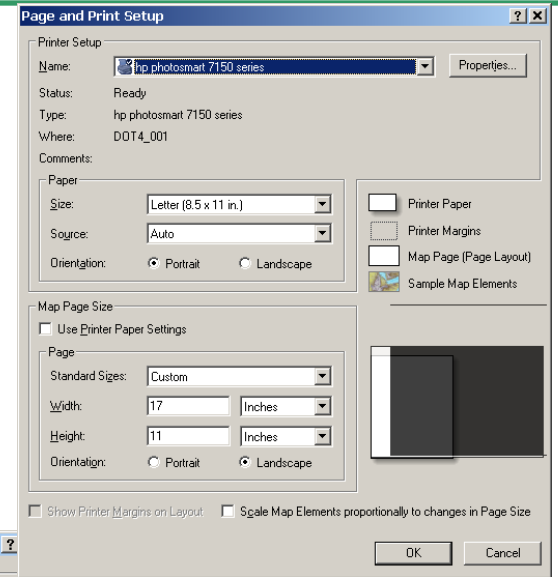 Page and Print Setup
Printer Setup
Name: hp photosmart 7150 series Properties...
Status: Ready
Type: hp photosmart 7150 series
Where: DOT4_001
Comments:
Paper
Size: Letter (8.5 x 11 in.)
Source: Auto
Orientation: Portrait Landscape
Printer Paper
Printer Margins
Map Page (Page Layout)
Sample Map Elements
Map Page Size
Use Printer Paper Settings
Page
Standard Sizes: Custom
Width: 17 Inches
Height: 11 Inches
Orientation: Portrait Landscape
Show Printer Margins on Layout Scale Map Elements proportionally to changes in Page Size
? OK Cancel